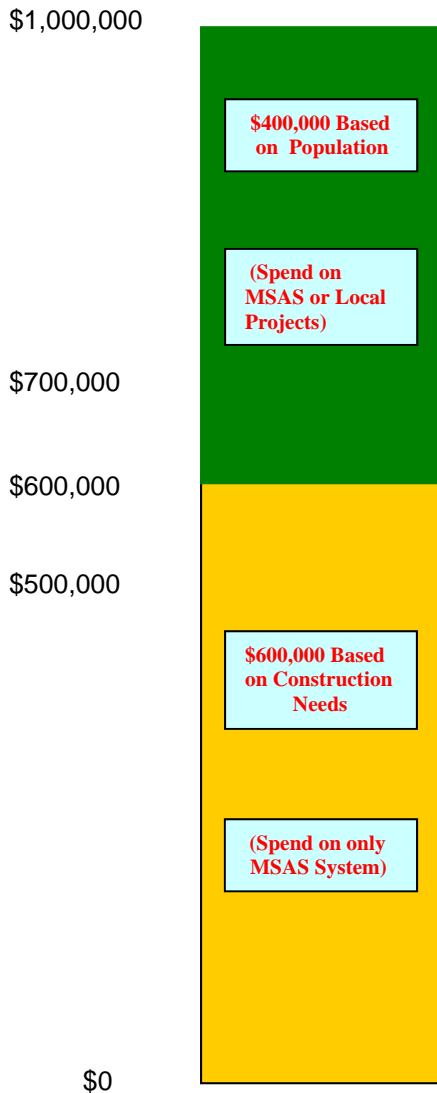 $1,000,000
$400,000 Based
on Population
(Spend on
MSAS or Local
Projects)
$700,000
$600,000
$500,000
$600,000 Based
on Construction
Needs
(Spend on only
MSAS System)
$0